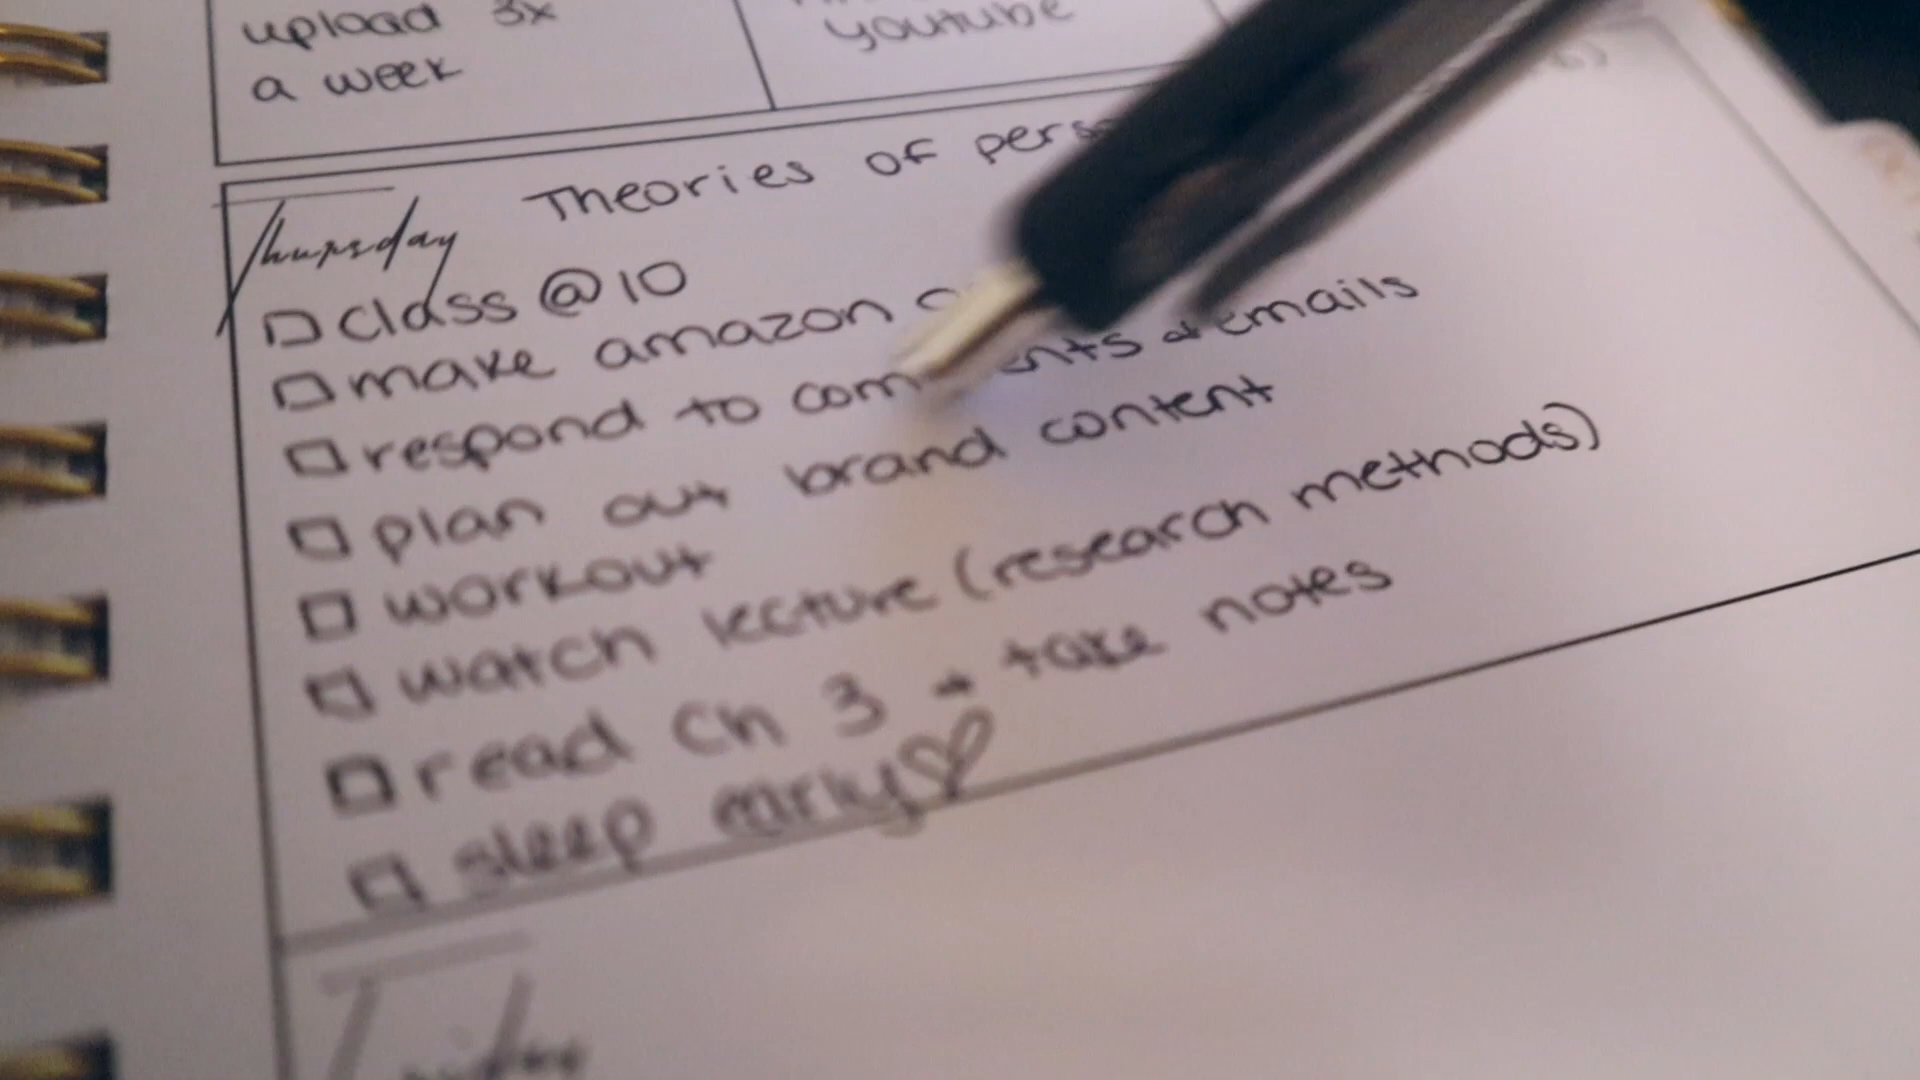 upload 3x
a week
youtube
Theories of pers
Thursday
class @ 10
make amazon
respond to comments & emails
plan out brand content
workout
watch lecture (research methods)
read Ch 3 + take notes
sleep early♡